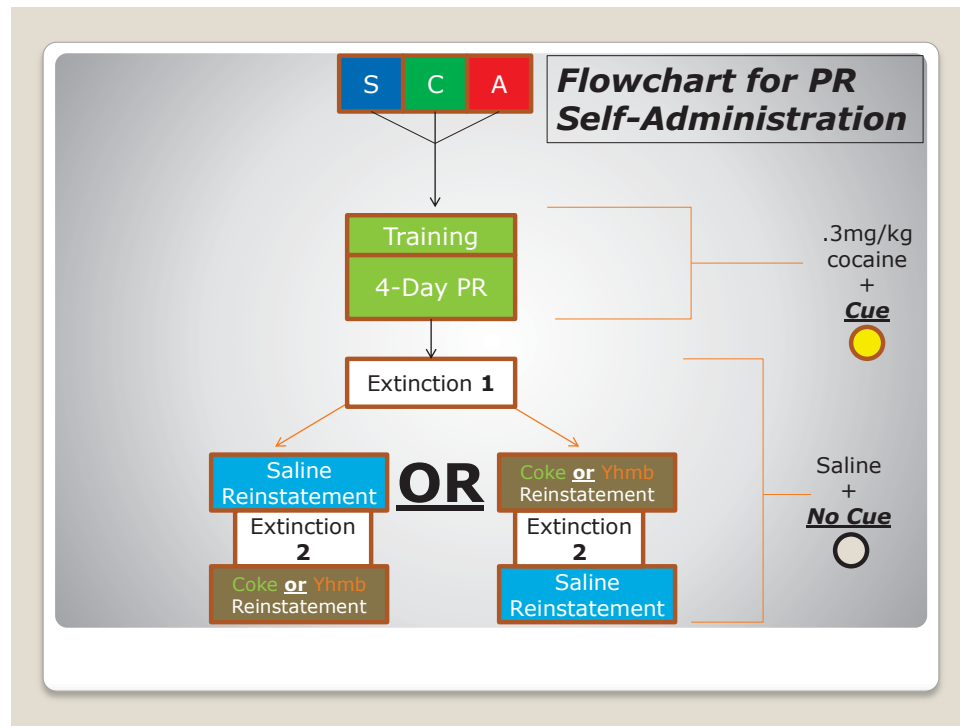 S C A
Flowchart for PR
Self-Administration
Training
4-Day PR
.3mg/kg
cocaine
+
Cue
Extinction 1
Saline
Reinstatement
Extinction
2
Coke or Yhmb
Reinstatement
OR
Coke or Yhmb
Reinstatement
Extinction
2
Saline
Reinstatement
Saline
+
No Cue